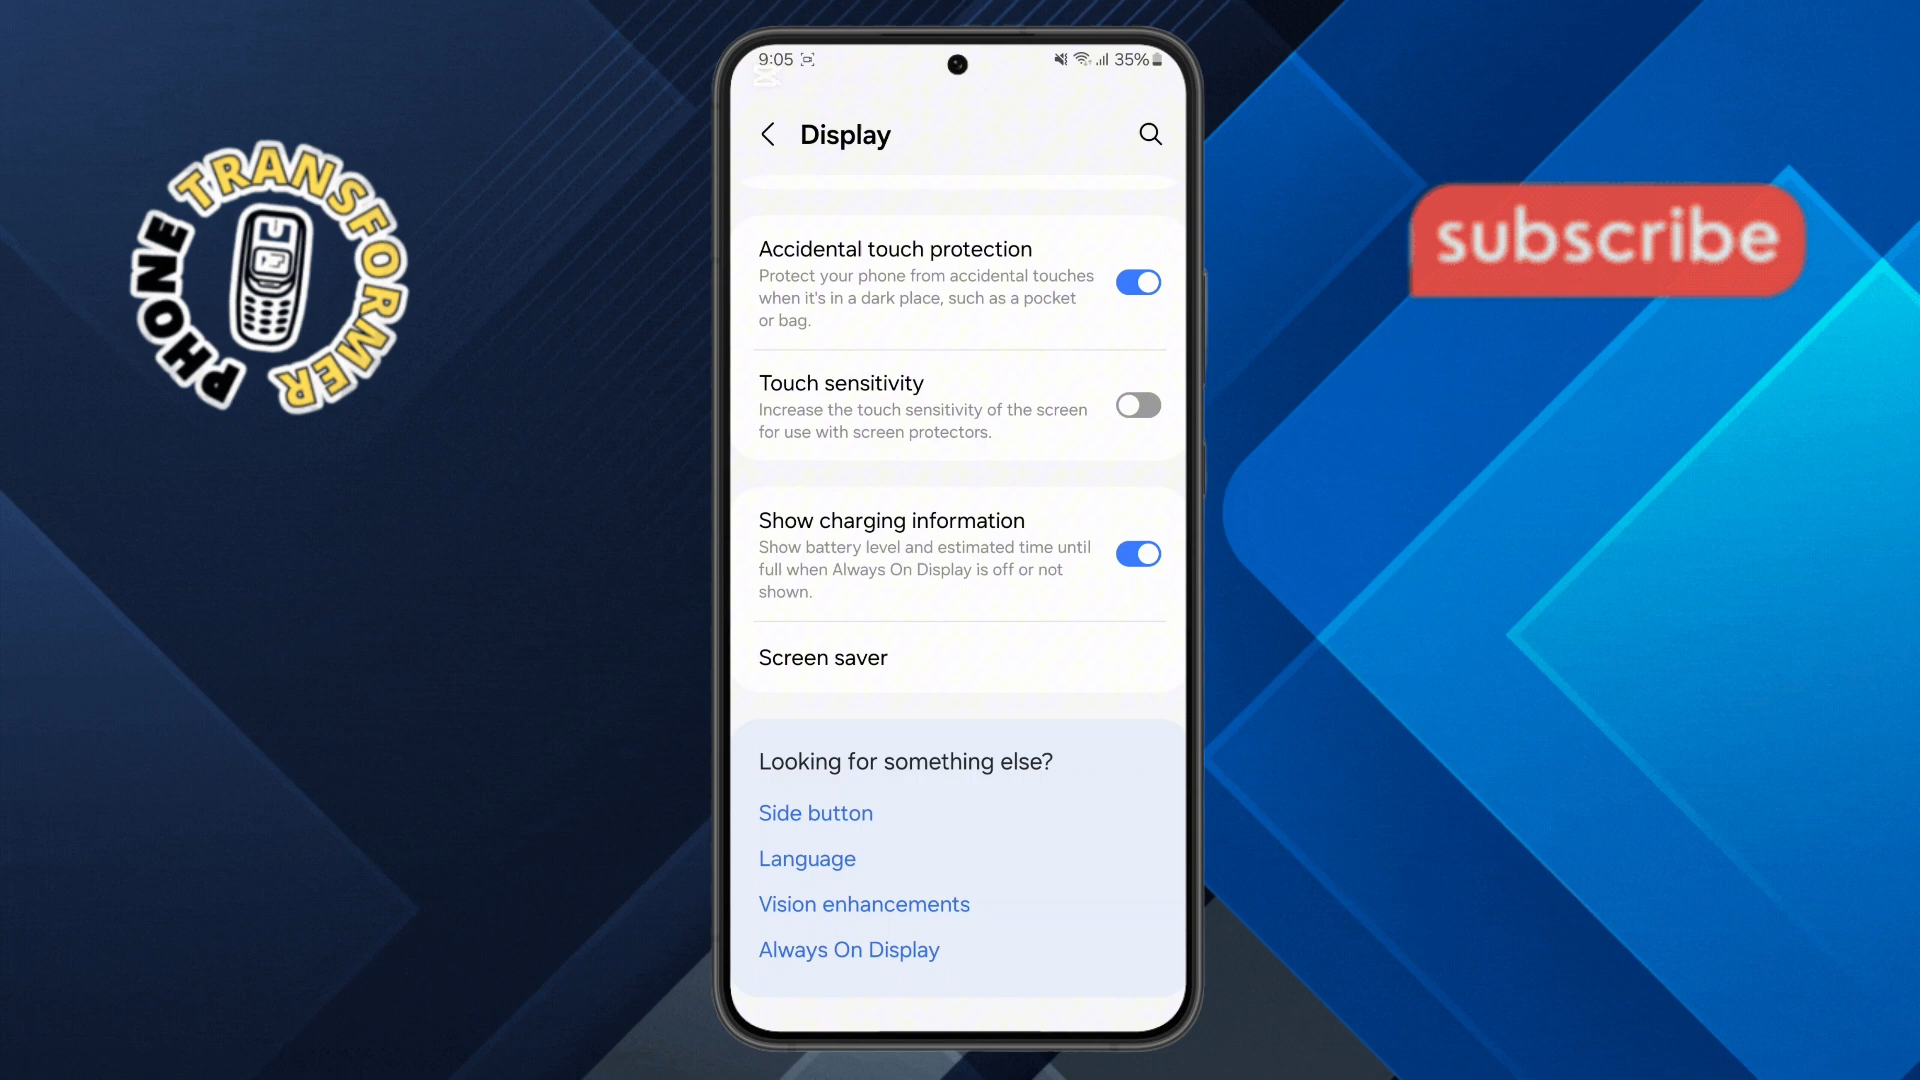 PHONE TRANSFORMER
9:05 35%
Display
subscribe
Accidental touch protection
Protect your phone from accidental touches
when it's in a dark place, such as a pocket
or bag.
Touch sensitivity
Increase the touch sensitivity of the screen
for use with screen protectors.
Show charging information
Show battery level and estimated time until
full when Always On Display is off or not
shown.
Screen saver
Looking for something else?
Side button
Language
Vision enhancements
Always On Display